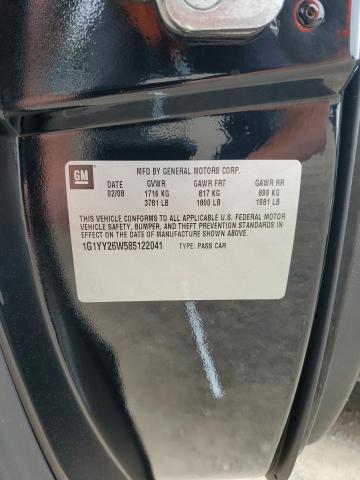 GM
MFD BY GENERAL MOTORS CORP.
DATE GVWR GAWR FRT GAWR RR
02/08 1716 KG 817 KG 899 KG
3781 LB 1800 LB 1981 LB
THIS VEHICLE CONFORMS TO ALL APPLICABLE U.S. FEDERAL MOTOR
VEHICLE SAFETY, BUMPER, AND THEFT PREVENTION STANDARDS
IN EFFECT ON THE DATE OF MANUFACTURE SHOWN ABOVE.
1G1YY26W585122041 TYPE: PASS CAR